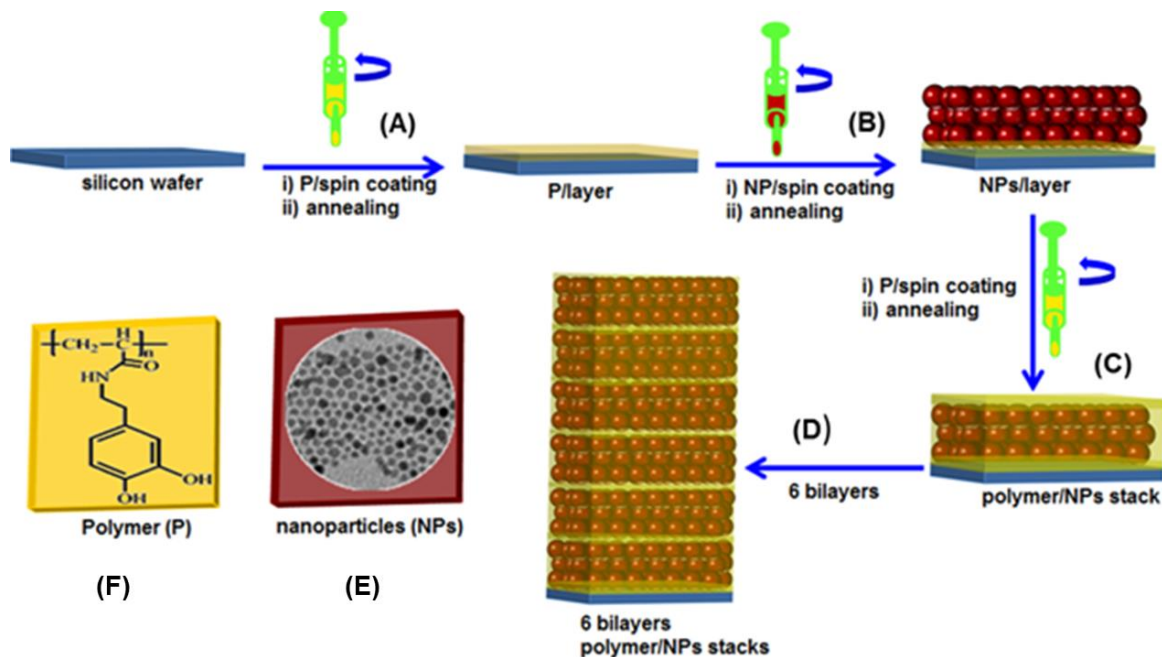 (A)
(B)
silicon wafer
i) P/spin coating
ii) annealing
P/layer
i) NP/spin coating
ii) annealing
NPs/layer
i) P/spin coating
ii) annealing
(C)
CH2
H
C
n
O
NH
OH
OH
Polymer (P)
nanoparticles (NPs)
(D)
6 bilayers
polymer/NPs stack
(F)
(E)
6 bilayers
polymer/NPs stacks